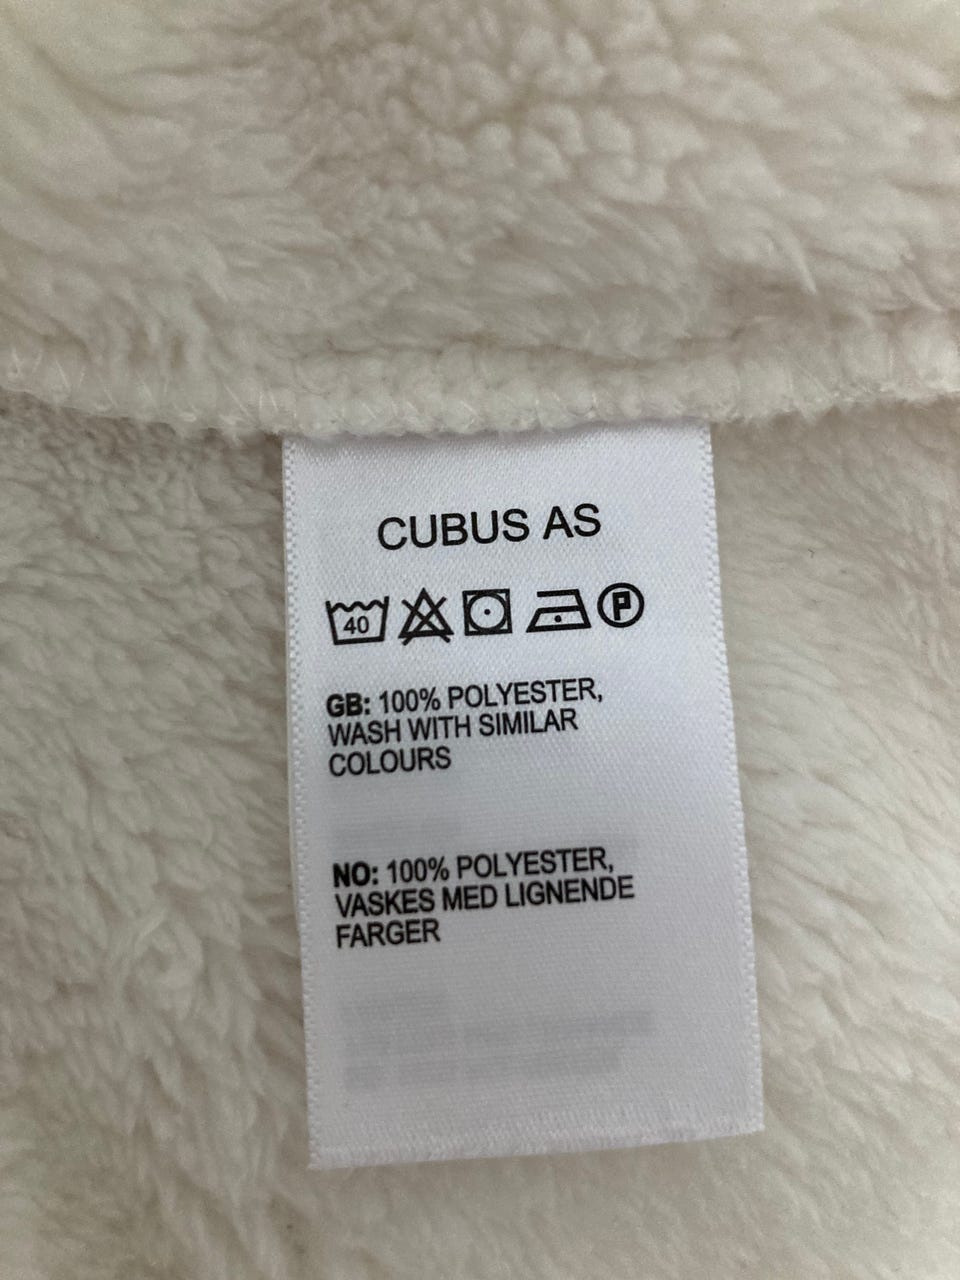 CUBUS AS
40 P
GB: 100% POLYESTER,
WASH WITH SIMILAR
COLOURS
NO: 100% POLYESTER,
VASKES MED LIGNENDE
FARGER